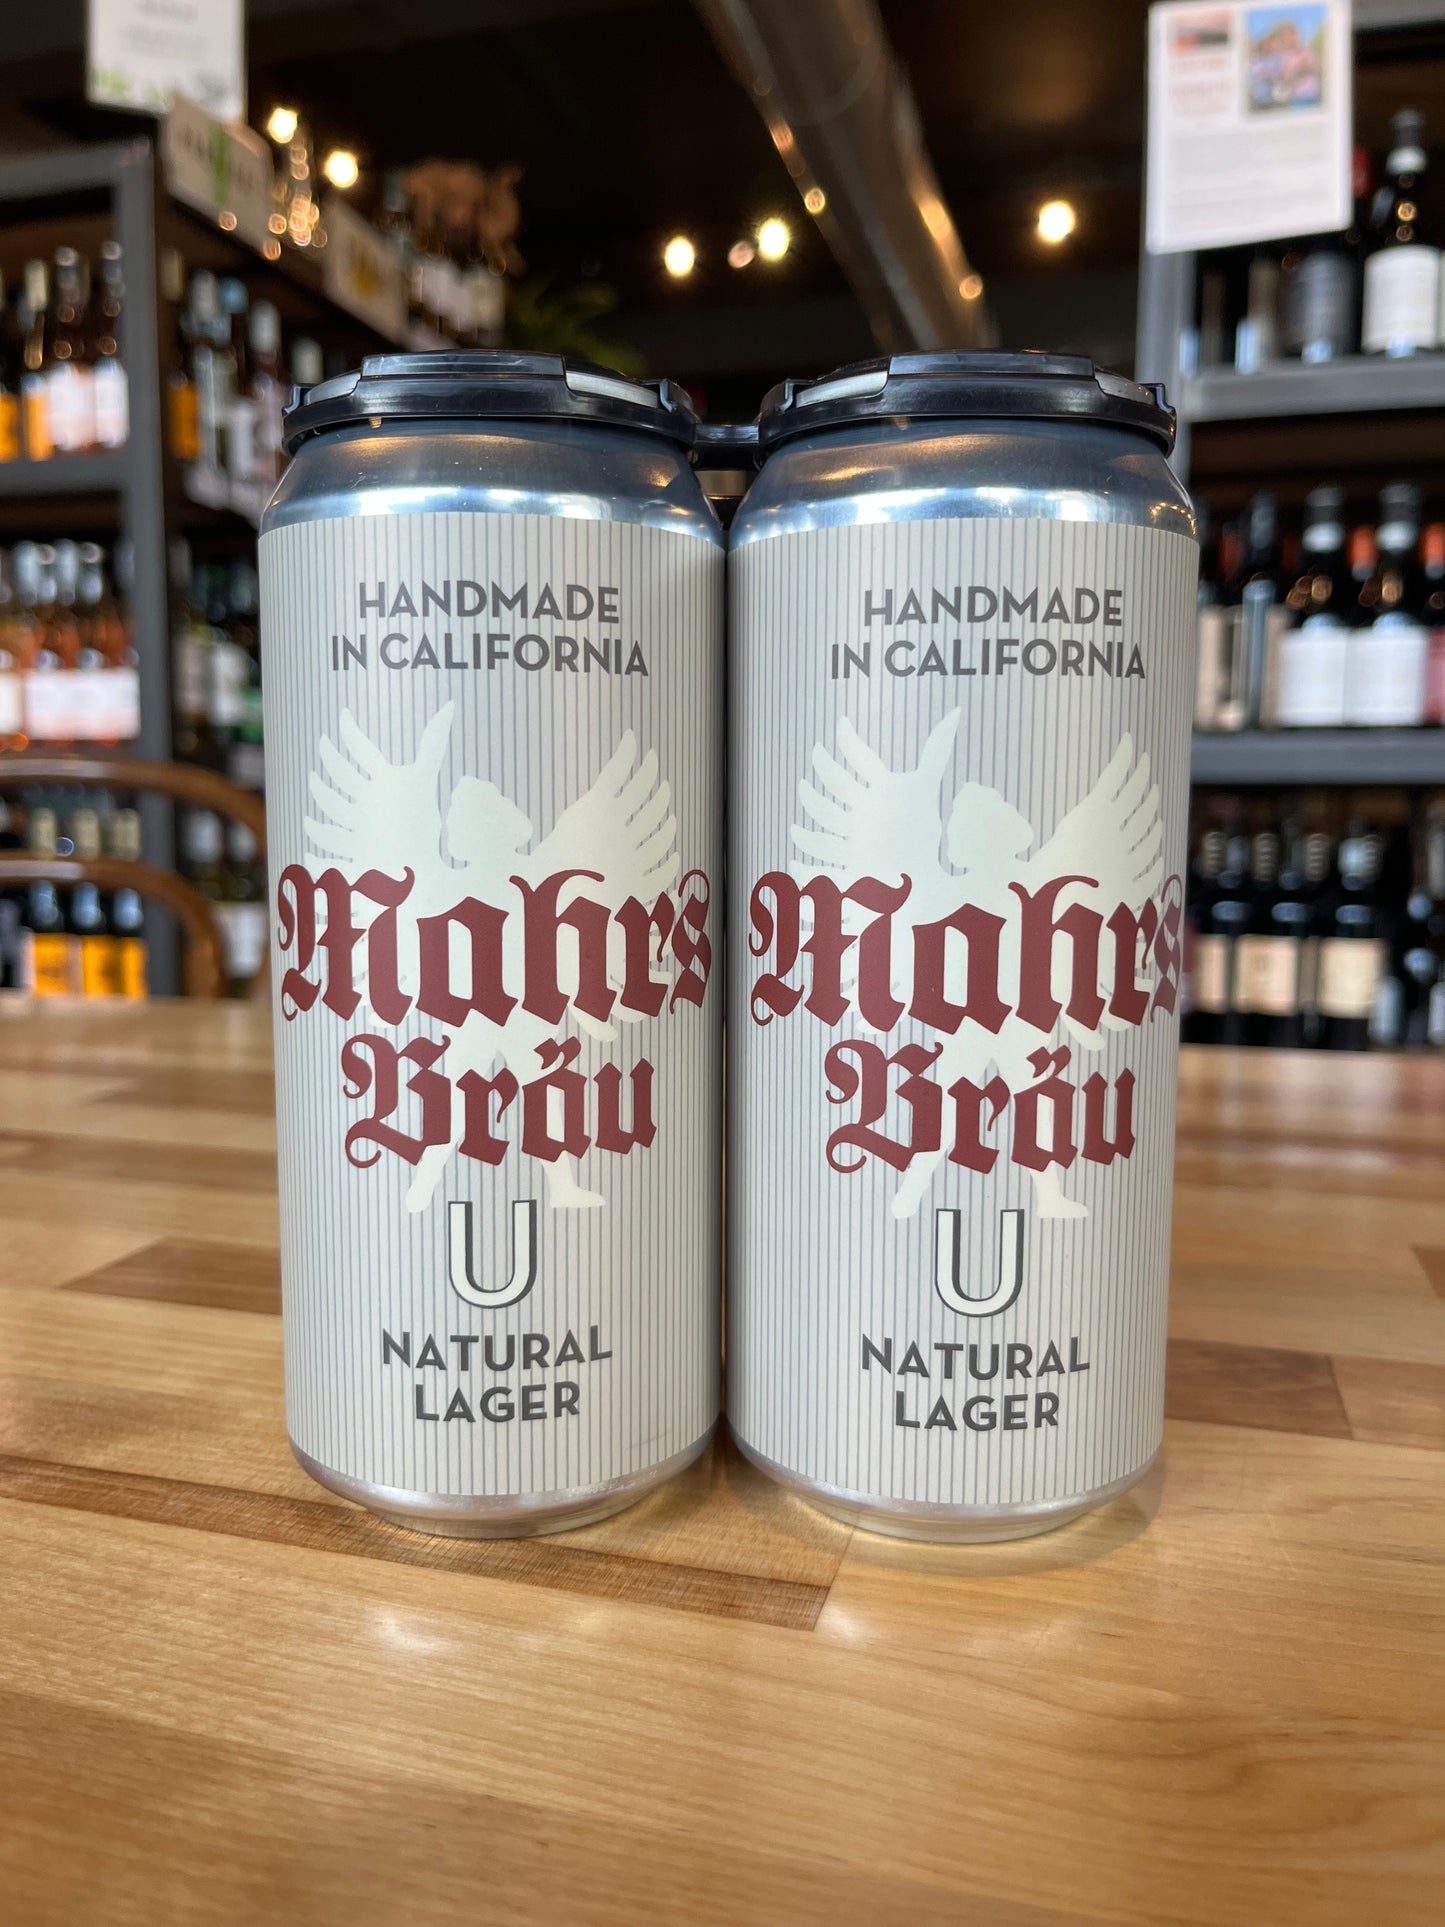 HANDMADE
IN CALIFORNIA
Mahrs
Bräu
U
NATURAL
LAGER
HANDMADE
IN CALIFORNIA
Mahrs
Bräu
U
NATURAL
LAGER